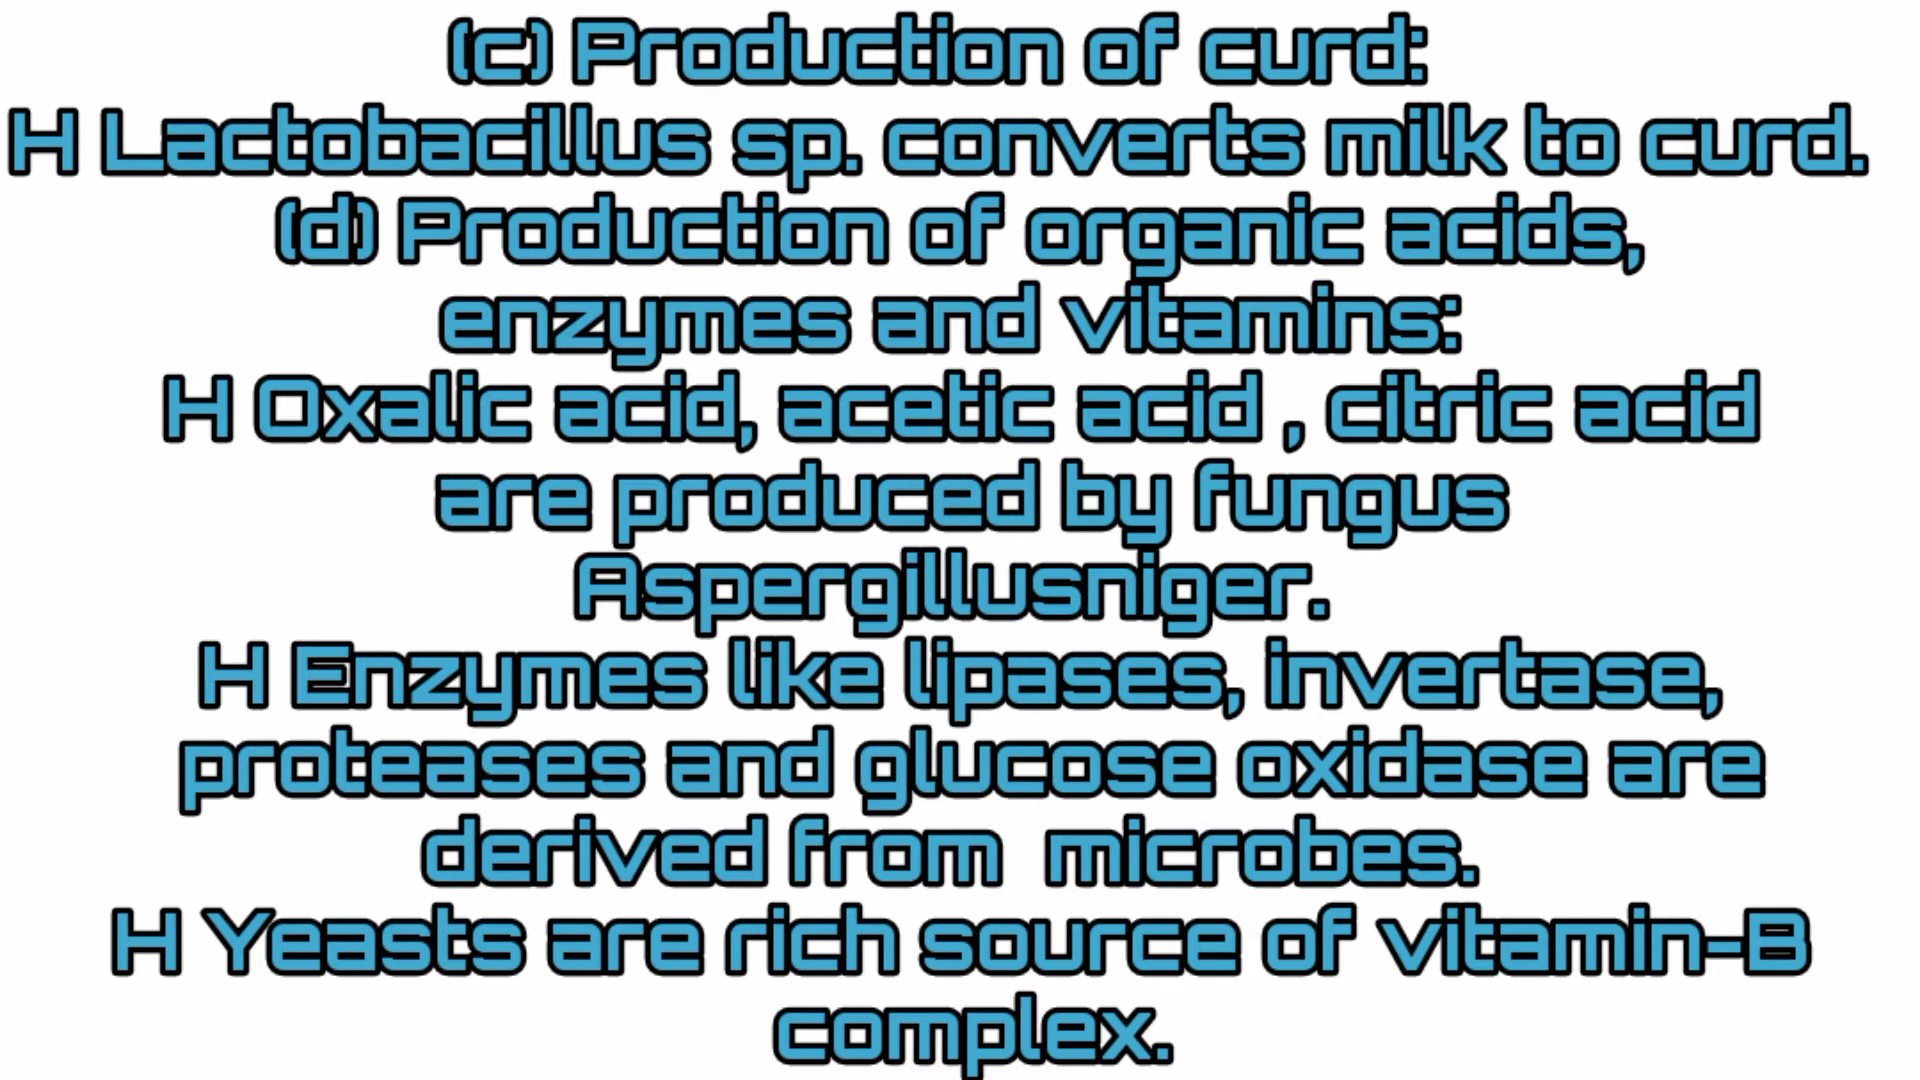 (c) Production of curd:
H Lactobacillus sp. converts milk to curd.
(d) Production of organic acids,
enzymes and vitamins:
H Oxalic acid, acetic acid , citric acid
are produced by fungus
Aspergillusniger.
H Enzymes like lipases, invertase,
proteases and glucose oxidase are
derived from  microbes.
H Yeasts are rich source of vitamin-B
complex.